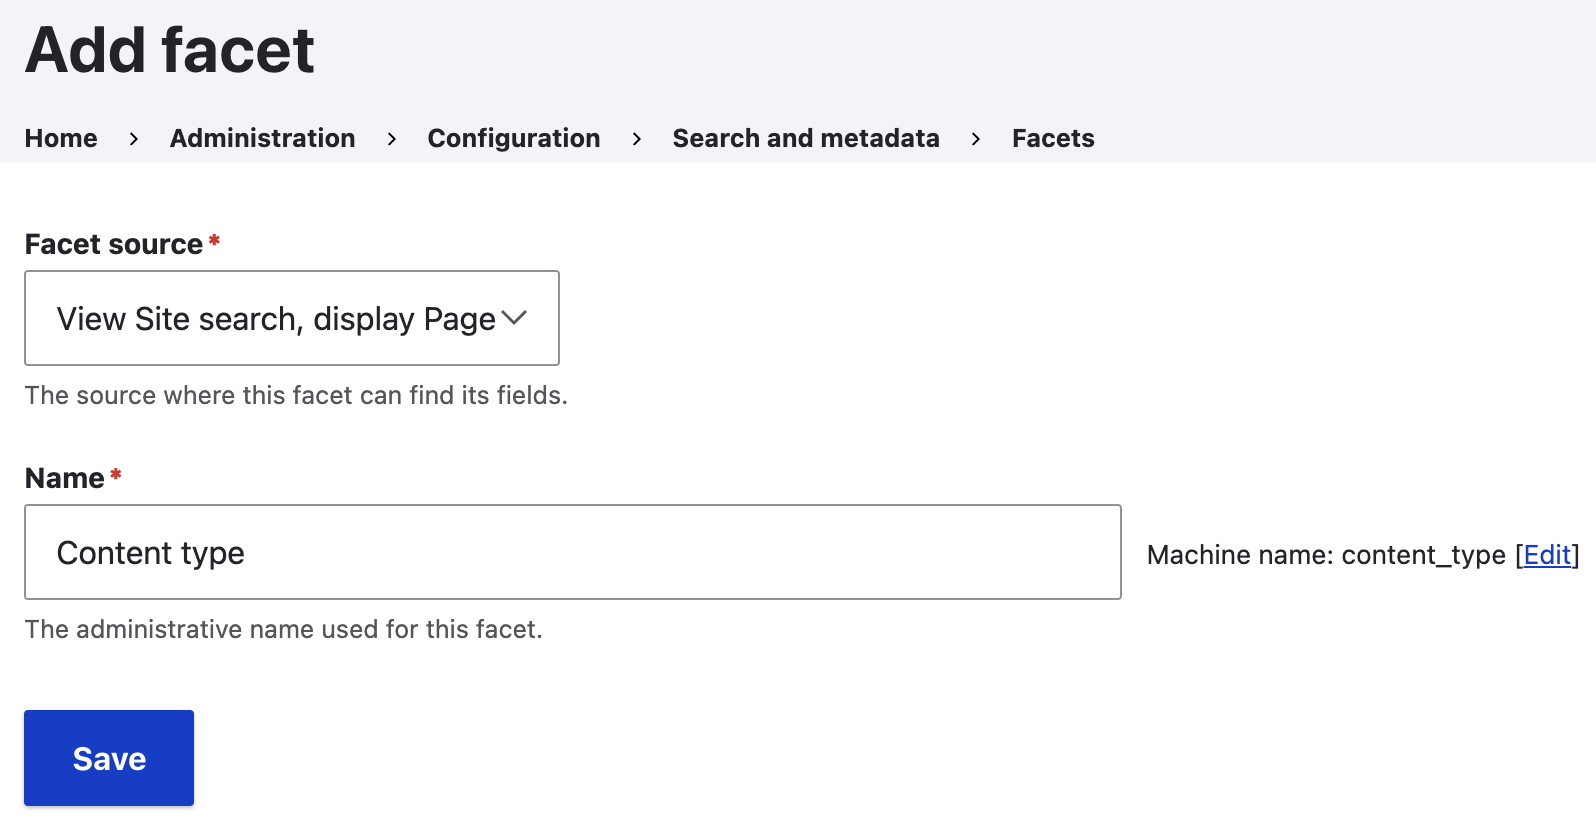 Add facet
Home > Administration > Configuration > Search and metadata > Facets
Facet source*
View Site search, display Page
The source where this facet can find its fields.
Name*
Content type
Machine name: content_type [Edit]
The administrative name used for this facet.
Save